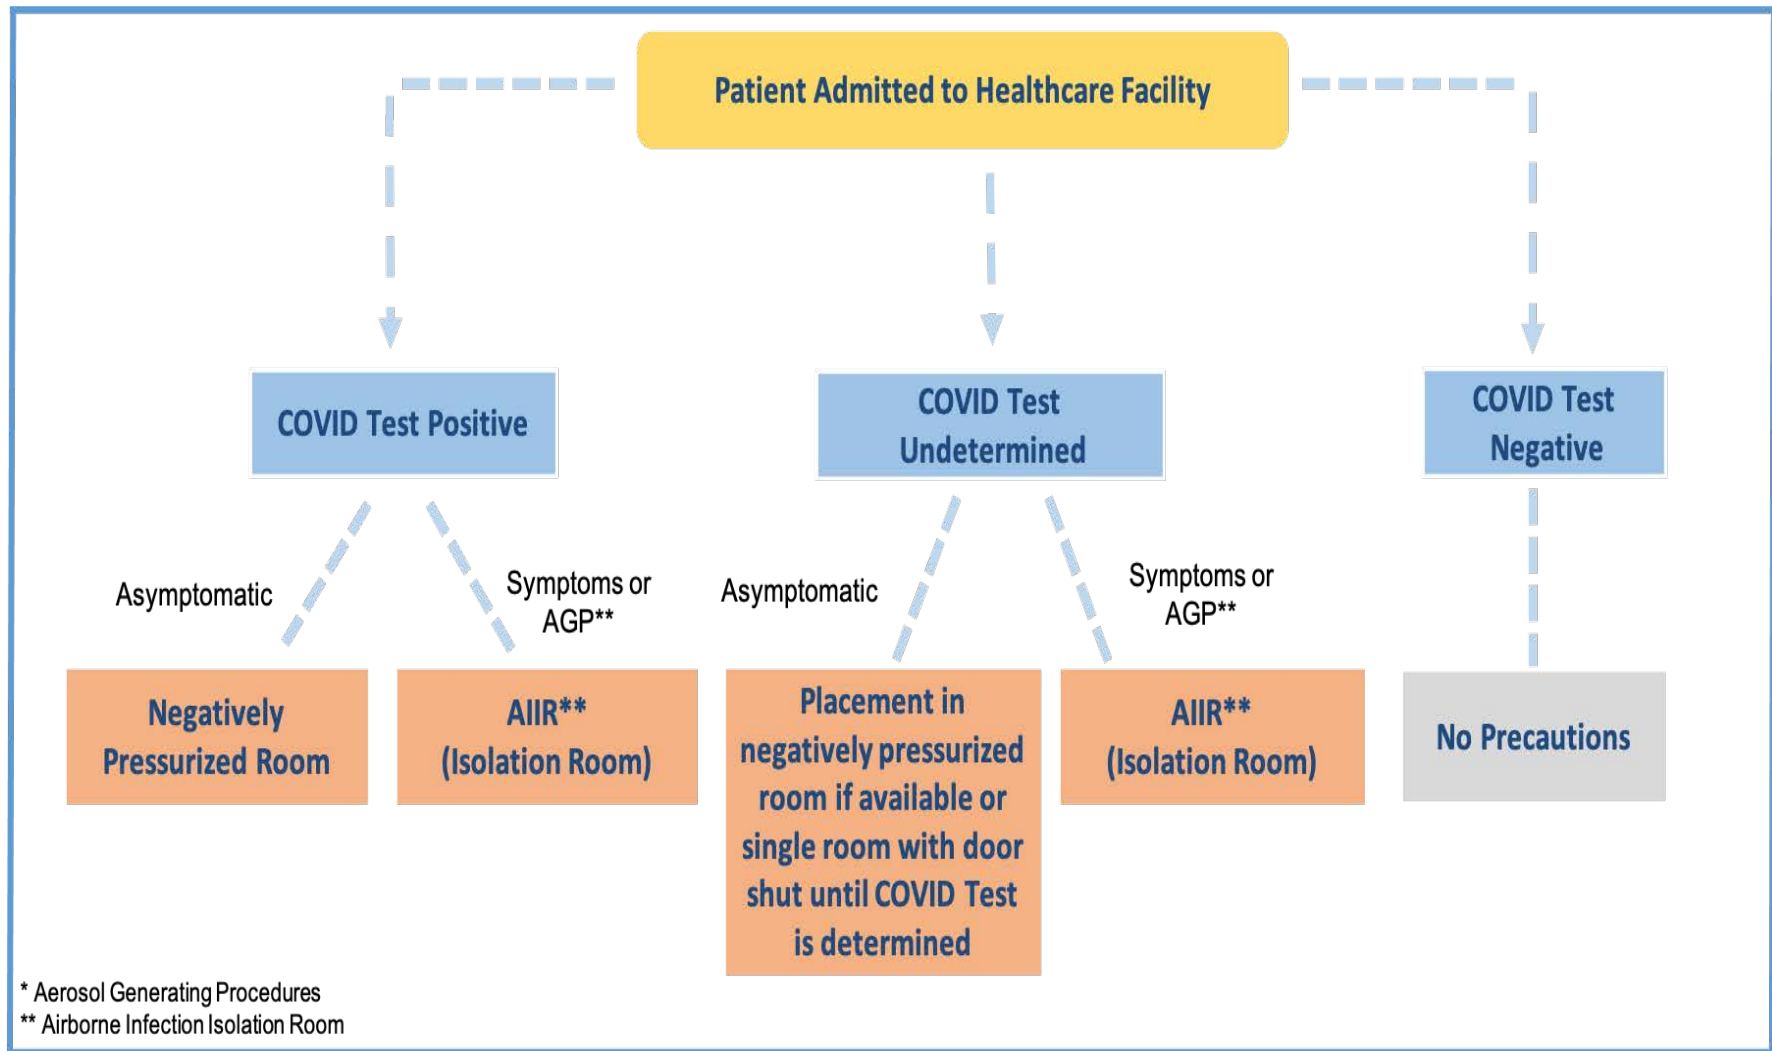 Patient Admitted to Healthcare Facility
COVID Test Positive
COVID Test
Undetermined
COVID Test
Negative
Asymptomatic
Symptoms or
AGP**
Asymptomatic
Symptoms or
AGP**
Negatively
Pressurized Room
AIIR**
(Isolation Room)
Placement in
negatively pressurized
room if available or
single room with door
shut until COVID Test
is determined
AIIR**
(Isolation Room)
No Precautions
* Aerosol Generating Procedures
** Airborne Infection Isolation Room